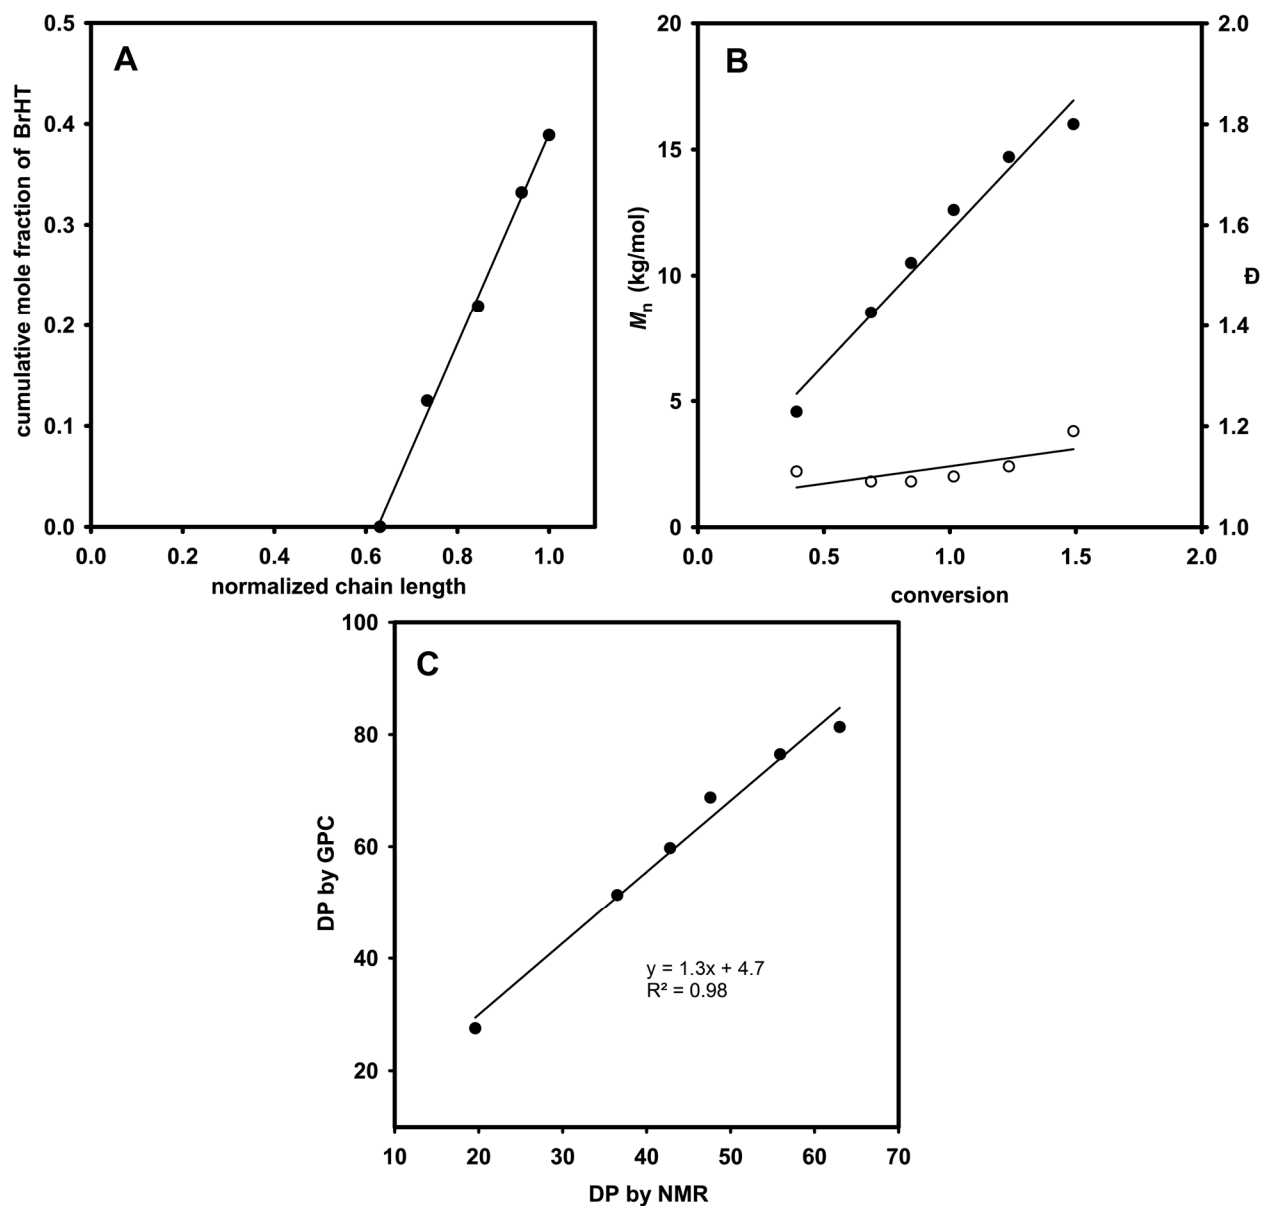 A
cumulative mole fraction of BrHT
0.5
0.4
0.3
0.2
0.1
0.0
0.0 0.2 0.4 0.6 0.8 1.0
normalized chain length
B
Mn (kg/mol)
20
15
10
5
0
2.0
1.8
1.6
1.4
1.2
1.0
Đ
0.0 0.5 1.0 1.5 2.0
conversion
C
DP by GPC
100
80
60
40
20
y = 1.3x + 4.7
R² = 0.98
10 20 30 40 50 60 70
DP by NMR